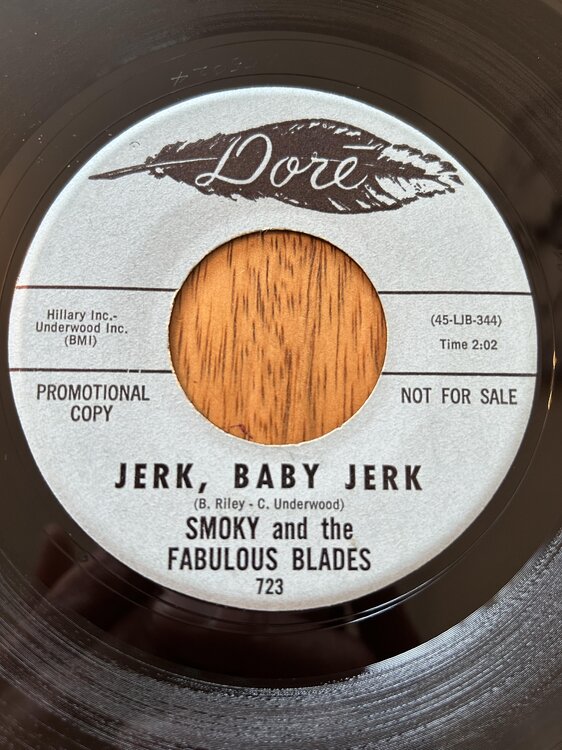 Doré
Hillary Inc.-
Underwood Inc.
(BMI)
(45-LJB-344)
Time 2:02
PROMOTIONAL
COPY
NOT FOR SALE
JERK, BABY JERK
(B. Riley - C. Underwood)
SMOKY and the
FABULOUS BLADES
723